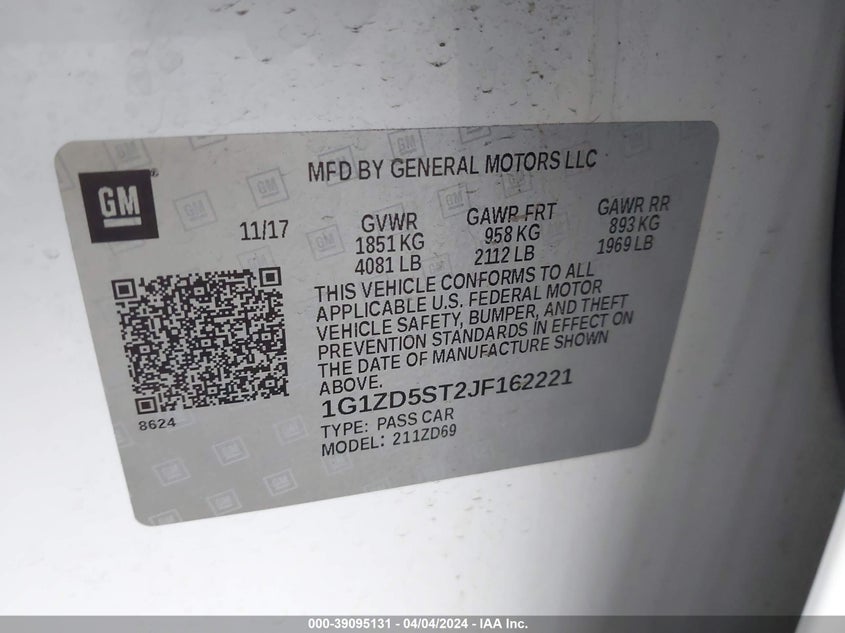 GM
MFD BY GENERAL MOTORS LLC
11/17
GVWR
1851 KG
4081 LB
GAWR FRT
958 KG
2112 LB
GAWR RR
893 KG
1969 LB
THIS VEHICLE CONFORMS TO ALL
APPLICABLE U.S. FEDERAL MOTOR
VEHICLE SAFETY, BUMPER, AND THEFT
PREVENTION STANDARDS IN EFFECT ON
THE DATE OF MANUFACTURE SHOWN
ABOVE.
8624
1G1ZD5ST2JF162221
TYPE: PASS CAR
MODEL: 211ZD69
000-39095131 - 04/04/2024 - IAA Inc.